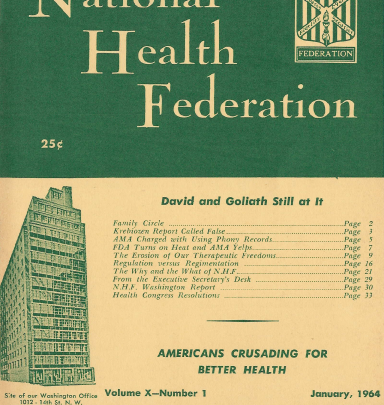 National
Health
Federation
FEDERATION
25¢
David and Goliath Still at It
Family Circle Page 2
Krebiozen Report Called False Page 3
AMA Charged with Using Phony Records Page 5
FDA Turns on Heat and AMA Yelps Page 7
The Erosion of Our Therapeutic Freedoms Page 9
Regulation versus Regimentation Page 16
The Why and the What of N.H.F. Page 21
From the Executive Secretary's Desk Page 29
N.H.F. Washington Report Page 30
Health Congress Resolutions Page 33
AMERICANS CRUSADING FOR
BETTER HEALTH
Site of our Washington Office
1012 - 14th St. N. W.
Volume X—Number 1
January, 1964